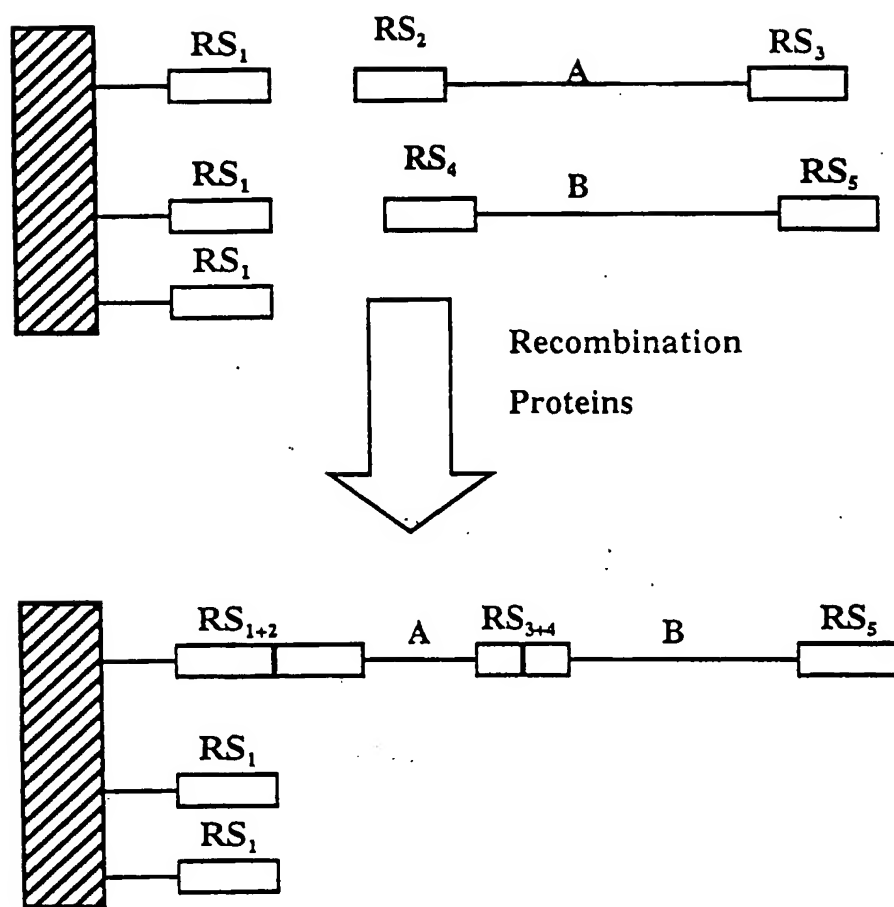 RS₁ RS₂ A RS₃
RS₁ RS₄ B RS₅
RS₁
Recombination
Proteins
RS₁₊₂ A RS₃₊₄ B RS₅
RS₁
RS₁